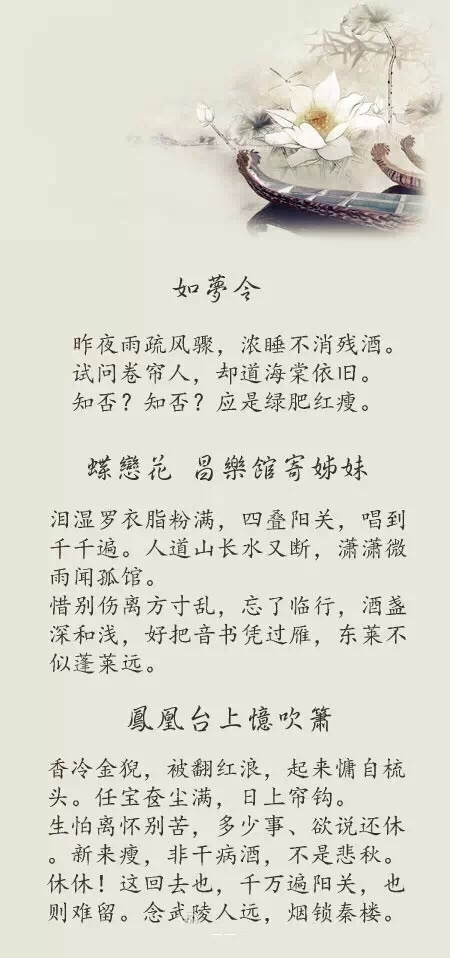 如夢令
昨夜雨疏风骤，浓睡不消残酒。
试问卷帘人，却道海棠依旧。
知否？知否？应是绿肥红瘦。
蝶戀花 昌樂館寄姊妹
泪湿罗衣脂粉满，四叠阳关，唱到
千千遍。人道山长水又断，潇潇微
雨闻孤馆。
惜别伤离方寸乱，忘了临行，酒盏
深和浅，好把音书凭过雁，东莱不
似蓬莱远。
鳳凰台上憶吹簫
香冷金猊，被翻红浪，起来慵自梳
头。任宝奁尘满，日上帘钩。
生怕离怀别苦，多少事、欲说还休
。新来瘦，非干病酒，不是悲秋。
休休！这回去也，千万遍阳关，也
则难留。念武陵人远，烟锁秦楼。